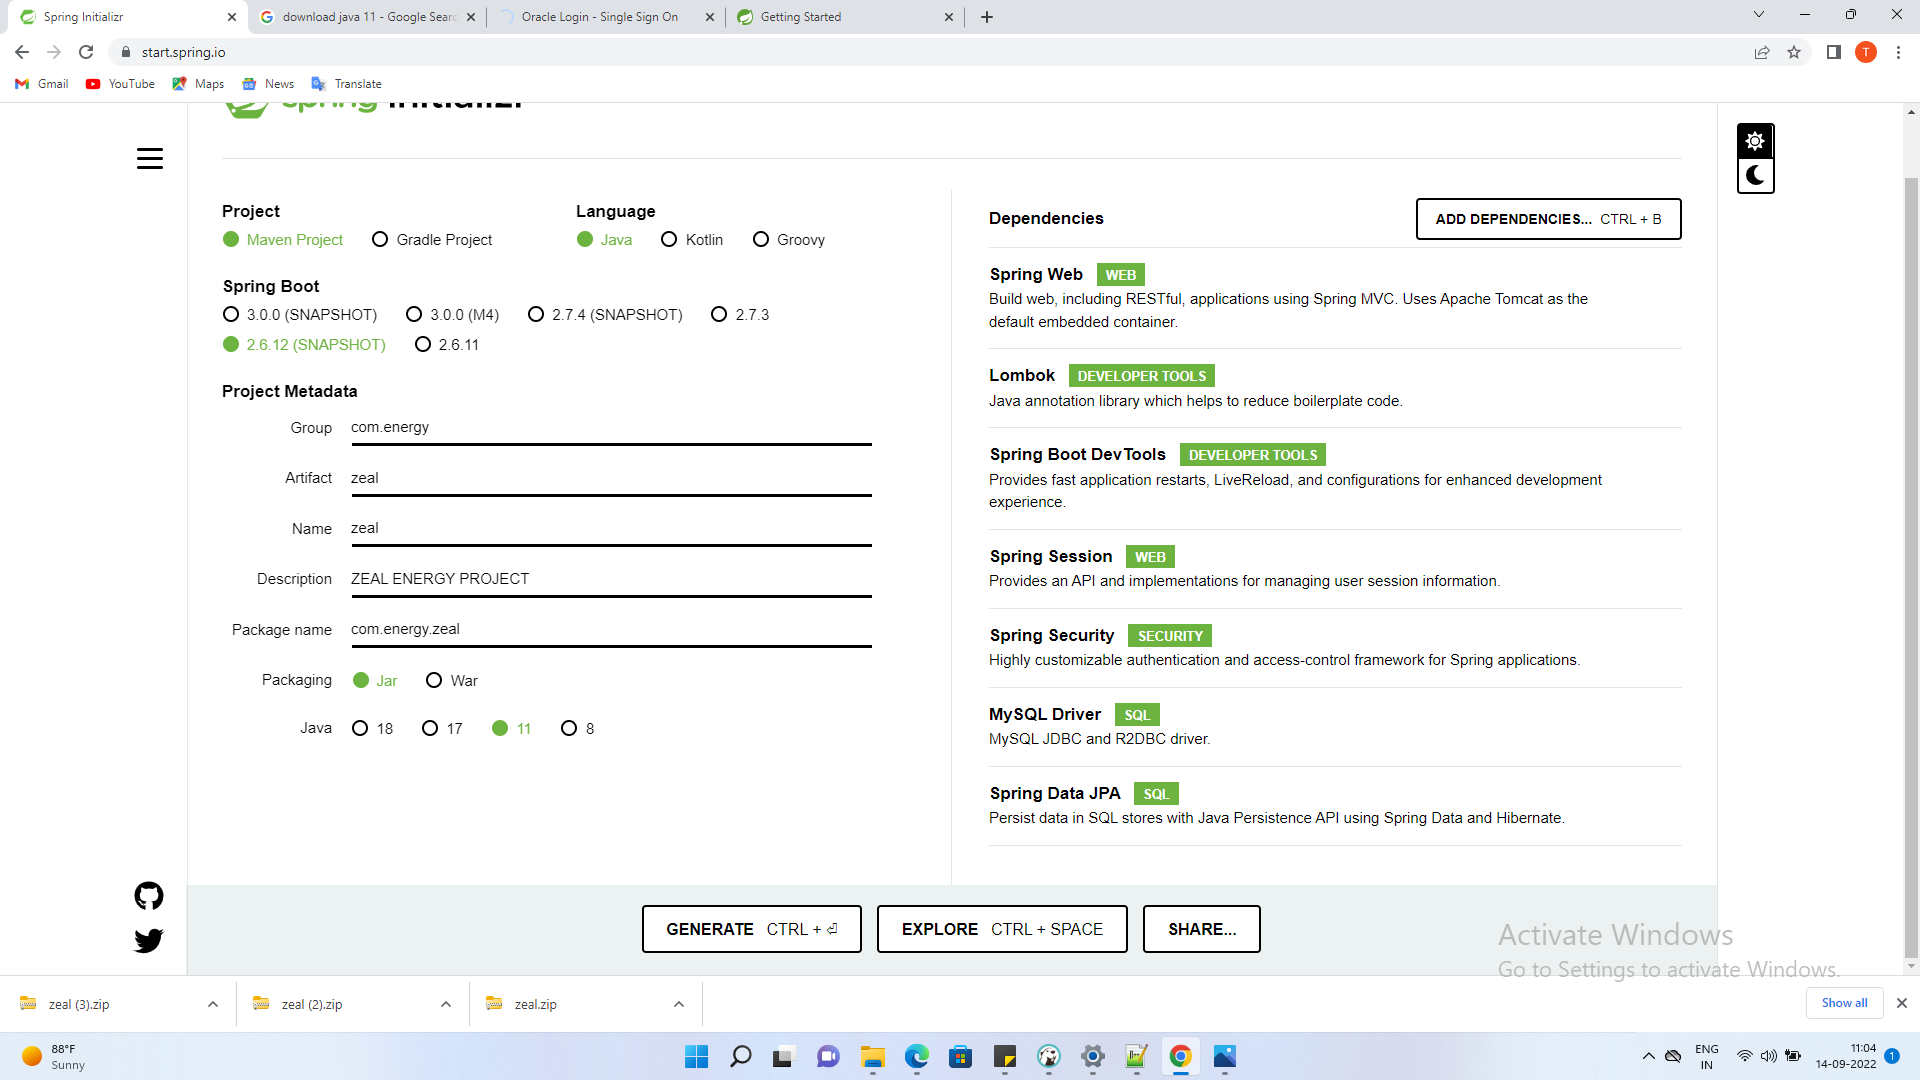 Spring Initializr
download java 11 - Google Searc
Oracle Login - Single Sign On
Getting Started
start.spring.io
T
Gmail
YouTube
Maps
News
Translate
spring initializr
Project
Maven Project
Gradle Project
Language
Java
Kotlin
Groovy
Spring Boot
3.0.0 (SNAPSHOT)
3.0.0 (M4)
2.7.4 (SNAPSHOT)
2.7.3
2.6.12 (SNAPSHOT)
2.6.11
Project Metadata
Group com.energy
Artifact zeal
Name zeal
Description ZEAL ENERGY PROJECT
Package name com.energy.zeal
Packaging Jar War
Java 18 17 11 8
Dependencies
ADD DEPENDENCIES... CTRL + B
Spring Web WEB
Build web, including RESTful, applications using Spring MVC. Uses Apache Tomcat as the
default embedded container.
Lombok DEVELOPER TOOLS
Java annotation library which helps to reduce boilerplate code.
Spring Boot DevTools DEVELOPER TOOLS
Provides fast application restarts, LiveReload, and configurations for enhanced development
experience.
Spring Session WEB
Provides an API and implementations for managing user session information.
Spring Security SECURITY
Highly customizable authentication and access-control framework for Spring applications.
MySQL Driver SQL
MySQL JDBC and R2DBC driver.
Spring Data JPA SQL
Persist data in SQL stores with Java Persistence API using Spring Data and Hibernate.
GENERATE CTRL + ⏎
EXPLORE CTRL + SPACE
SHARE...
Activate Windows
Go to Settings to activate Windows.
zeal (3).zip
zeal (2).zip
zeal.zip
Show all
88°F
Sunny
ENG
IN
11:04
14-09-2022
1